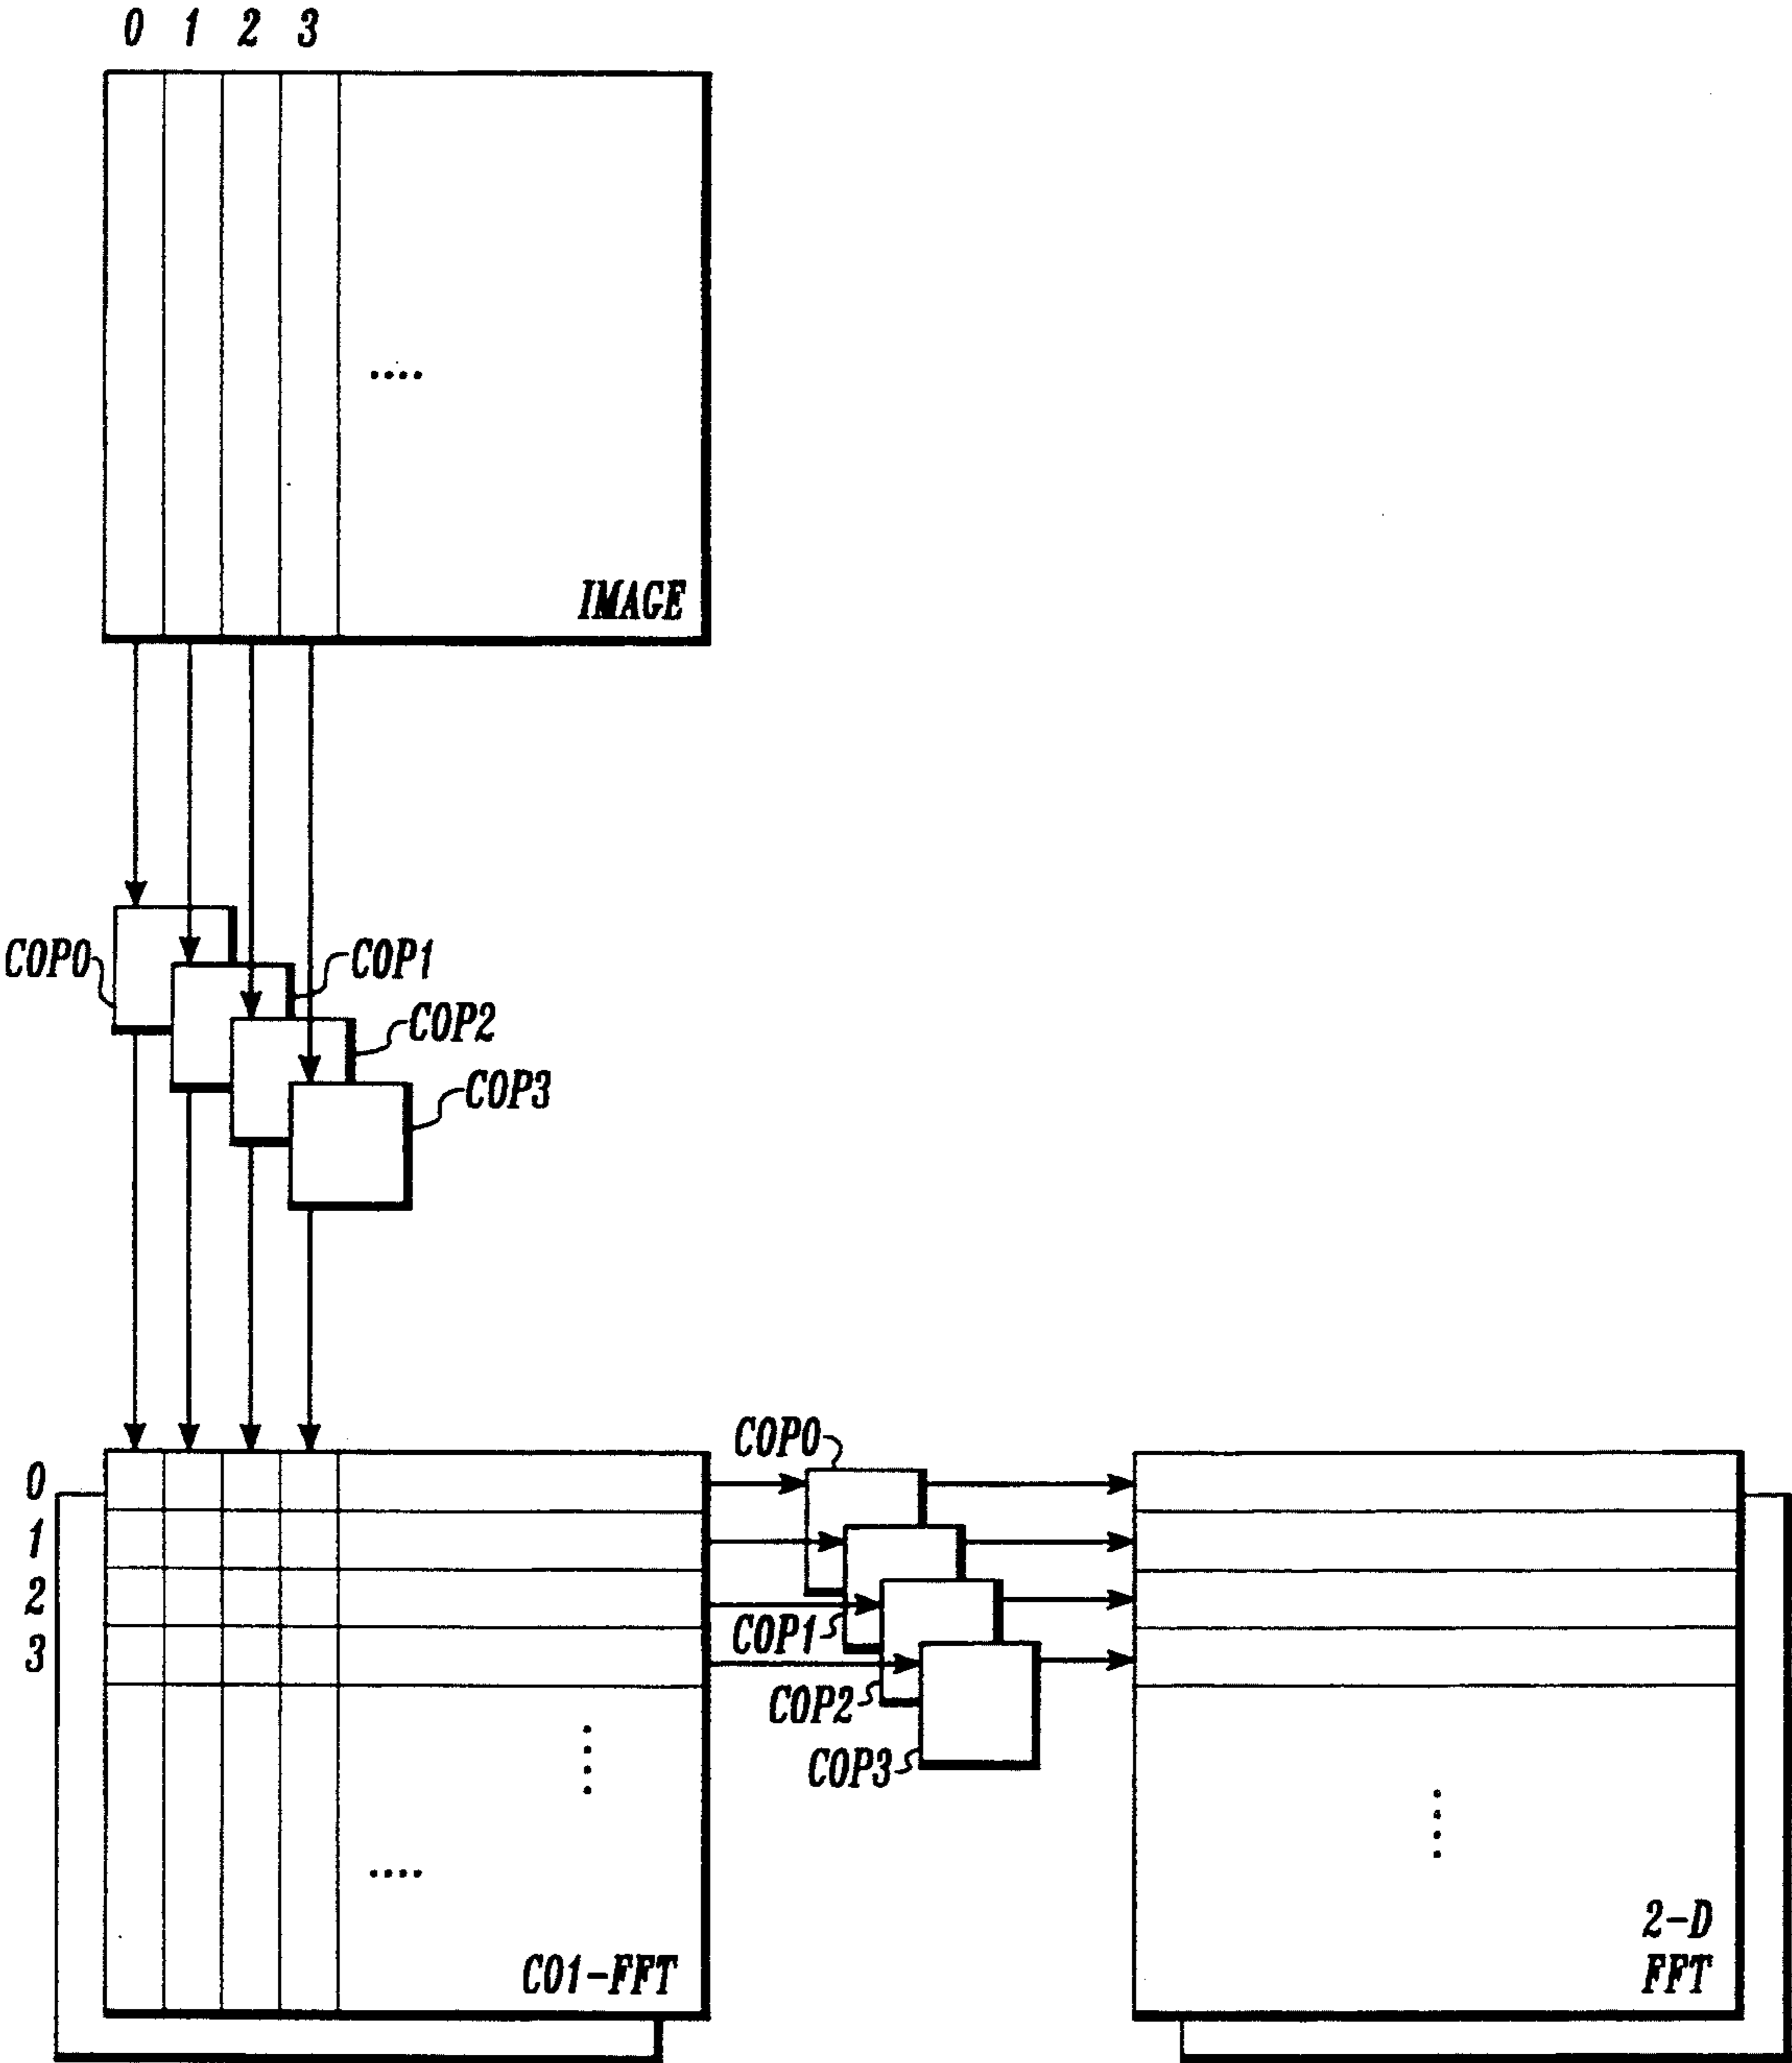 0 1 2 3
....
IMAGE
COP0
COP1
COP2
COP3
0
1
2
3
COP0
COP1
COP2
COP3
....
....
CO1-FFT
....
2-D
FFT